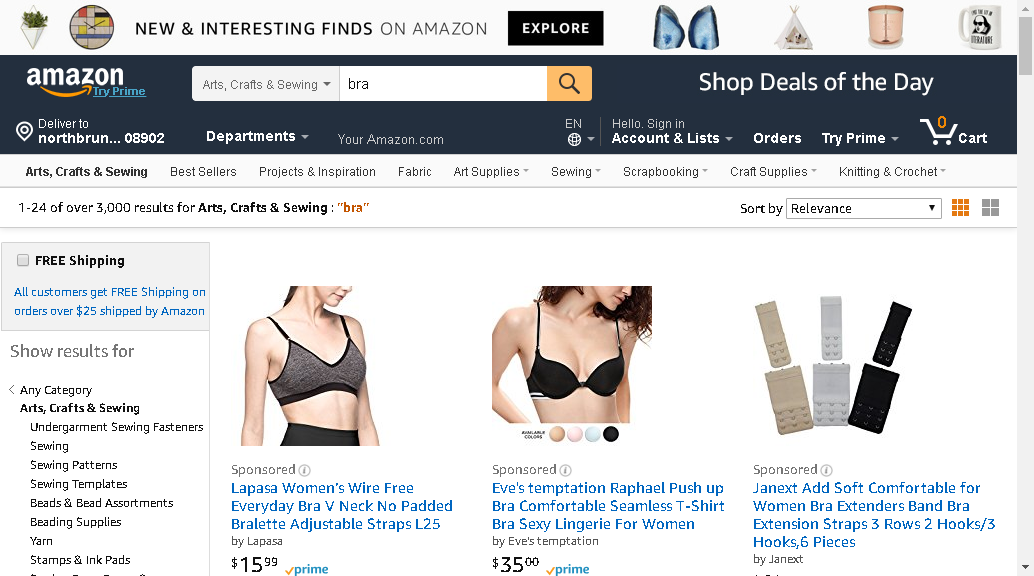 NEW & INTERESTING FINDS ON AMAZON
EXPLORE
amazon
Try Prime
Arts, Crafts & Sewing
bra
Shop Deals of the Day
Deliver to
northbrun... 08902
Departments
Your Amazon.com
EN
Hello. Sign in
Account & Lists
Orders
Try Prime
0
Cart
Arts, Crafts & Sewing Best Sellers Projects & Inspiration Fabric Art Supplies Sewing Scrapbooking Craft Supplies Knitting & Crochet
1-24 of over 3,000 results for Arts, Crafts & Sewing : "bra"
Sort by Relevance
FREE Shipping
All customers get FREE Shipping on
orders over $25 shipped by Amazon
Show results for
Any Category
Arts, Crafts & Sewing
Undergarment Sewing Fasteners
Sewing
Sewing Patterns
Sewing Templates
Beads & Bead Assortments
Beading Supplies
Yarn
Stamps & Ink Pads
Sponsored
Lapasa Women's Wire Free
Everyday Bra V Neck No Padded
Bralette Adjustable Straps L25
by Lapasa
$15 99 prime
AVAILABLE
COLORS
Sponsored
Eve's temptation Raphael Push up
Bra Comfortable Seamless T-Shirt
Bra Sexy Lingerie For Women
by Eve's temptation
$35 00 prime
Sponsored
Janext Add Soft Comfortable for
Women Bra Extenders Band Bra
Extension Straps 3 Rows 2 Hooks/3
Hooks,6 Pieces
by Janext